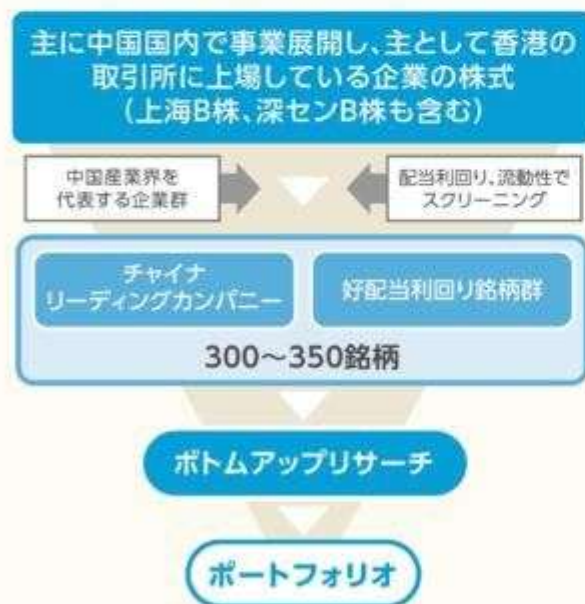 主に中国国内で事業展開し、主として香港の
取引所に上場している企業の株式
(上海B株、深センB株も含む)
中国産業界を
代表する企業群
配当利回り、流動性で
スクリーニング
チャイナ
リーディングカンパニー
好配当利回り銘柄群
300〜350銘柄
ボトムアップリサーチ
ポートフォリオ